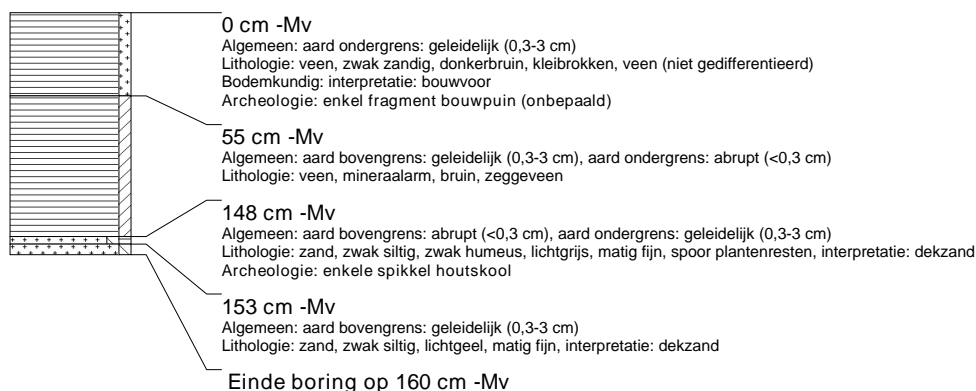 0 cm -Mv
Algemeen: aard ondergrens: geleidelijk (0,3-3 cm)
Lithologie: veen, zwak zandig, donkerbruin, kleibrokken, veen (niet gedifferentieerd)
Bodemkundig: interpretatie: bouwvoor
Archeologie: enkel fragment bouwpuin (onbepaald)
55 cm -Mv
Algemeen: aard bovengrens: geleidelijk (0,3-3 cm), aard ondergrens: abrupt (<0,3 cm)
Lithologie: veen, mineraalarm, bruin, zeggeveen
148 cm -Mv
Algemeen: aard bovengrens: abrupt (<0,3 cm), aard ondergrens: geleidelijk (0,3-3 cm)
Lithologie: zand, zwak siltig, zwak humeus, lichtgrijs, matig fijn, spoor plantenresten, interpretatie: dekzand
Archeologie: enkele spikkel houtskool
153 cm -Mv
Algemeen: aard bovengrens: geleidelijk (0,3-3 cm)
Lithologie: zand, zwak siltig, lichtgeel, matig fijn, interpretatie: dekzand
Einde boring op 160 cm -Mv